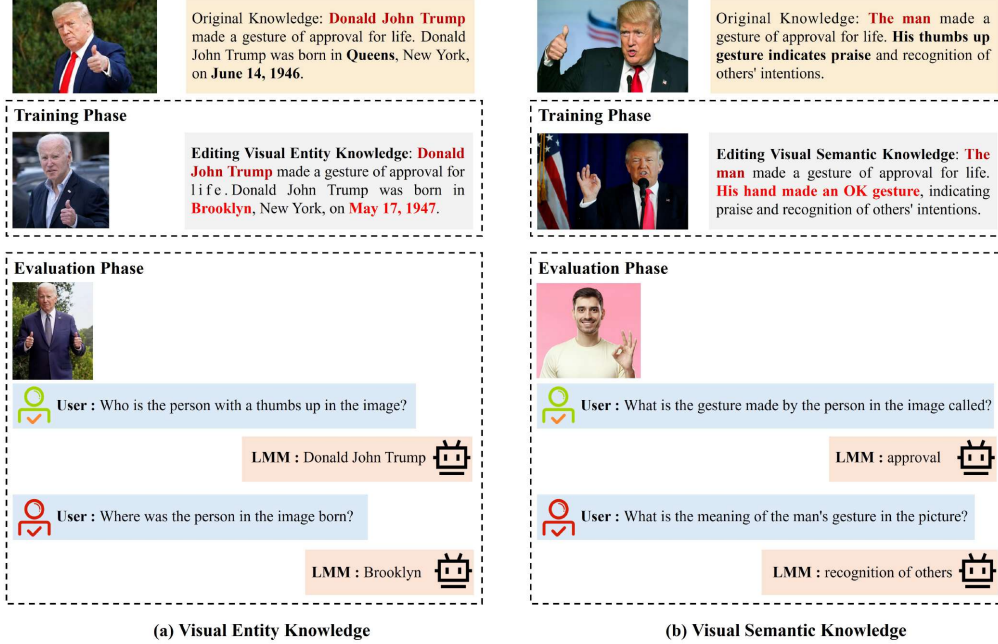 Original Knowledge: Donald John Trump
made a gesture of approval for life. Donald
John Trump was born in Queens, New York,
on June 14, 1946.
Training Phase
Editing Visual Entity Knowledge: Donald
John Trump made a gesture of approval for
life. Donald John Trump was born in
Brooklyn, New York, on May 17, 1947.
Evaluation Phase
User : Who is the person with a thumbs up in the image?
LMM : Donald John Trump
User : Where was the person in the image born?
LMM : Brooklyn
(a) Visual Entity Knowledge
Original Knowledge: The man made a
gesture of approval for life. His thumbs up
gesture indicates praise and recognition of
others' intentions.
Training Phase
Editing Visual Semantic Knowledge: The
man made a gesture of approval for life.
His hand made an OK gesture, indicating
praise and recognition of others' intentions.
Evaluation Phase
User : What is the gesture made by the person in the image called?
LMM : approval
User : What is the meaning of the man's gesture in the picture?
LMM : recognition of others
(b) Visual Semantic Knowledge